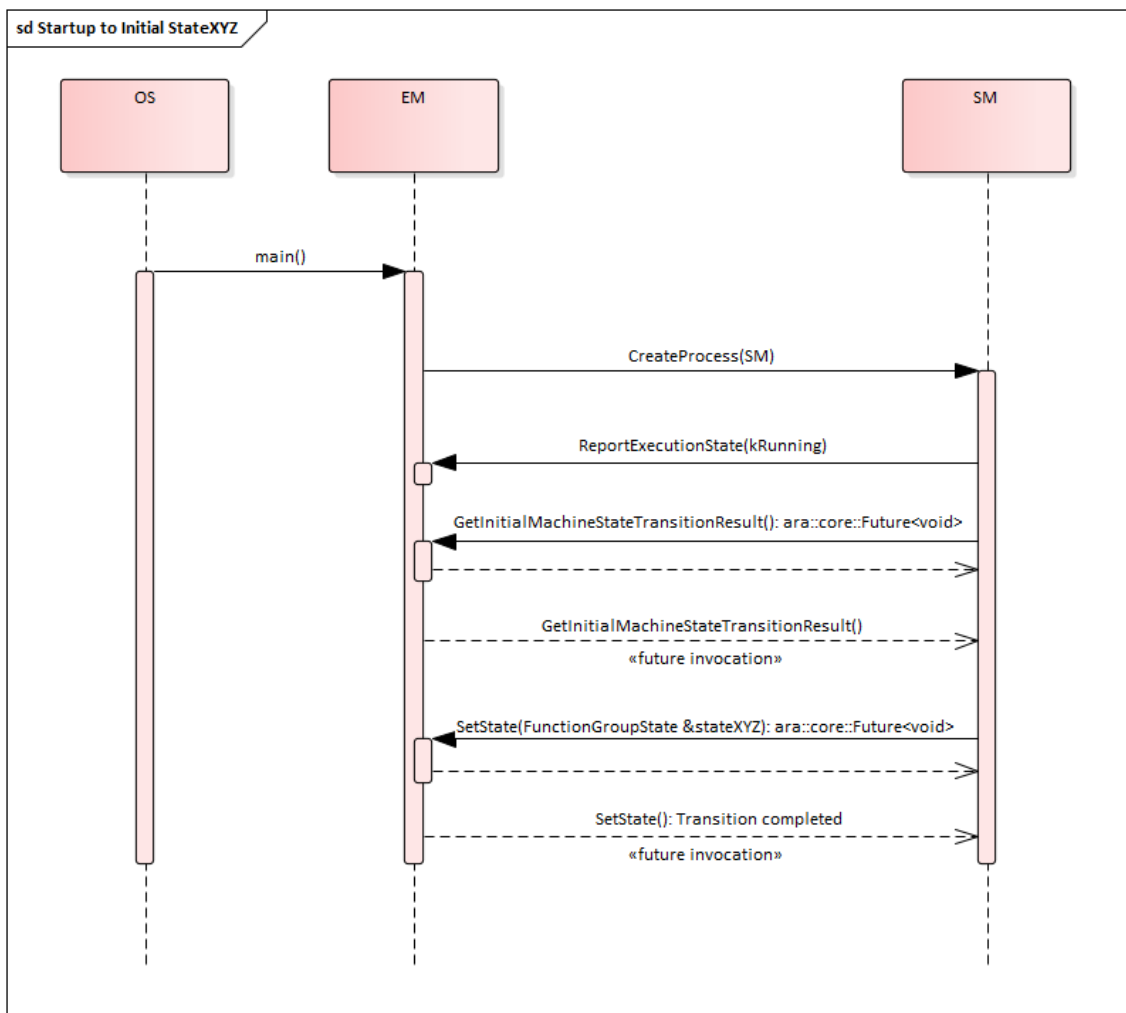 sd Startup to Initial StateXYZ
OS
EM
SM
main()
CreateProcess(SM)
ReportExecutionState(kRunning)
GetInitialMachineStateTransitionResult(): ara::core::Future<void>
GetInitialMachineStateTransitionResult()
«future invocation»
SetState(FunctionGroupState &stateXYZ): ara::core::Future<void>
SetState(): Transition completed
«future invocation»